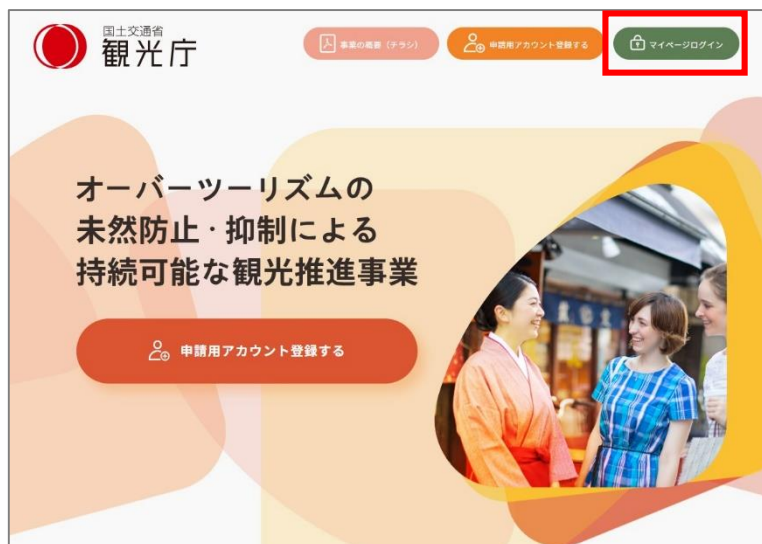 国土交通省
観光庁
事業の概要(チラシ)
申請用アカウント登録する
マイページログイン
オーバーツーリズムの
未然防止・抑制による
持続可能な観光推進事業
申請用アカウント登録する